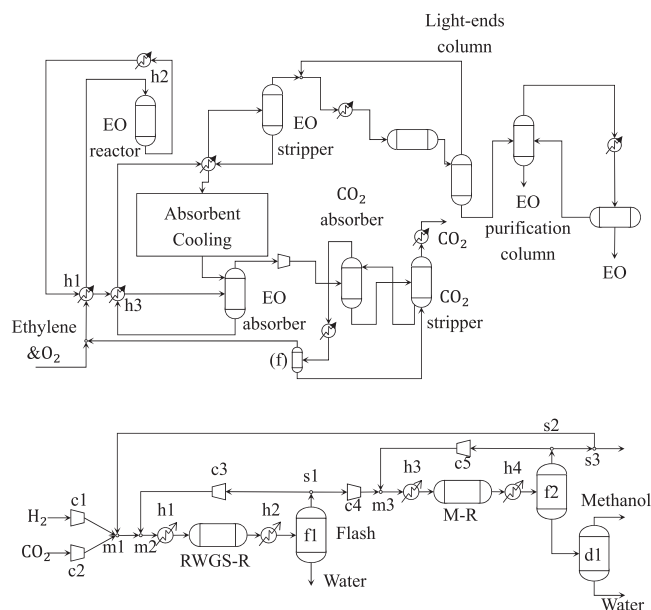 Light-ends
column
h2
EO
reactor
EO
stripper
CO₂
absorber
EO
purification
column
Absorbent
Cooling
CO₂
EO
h1
h3
EO
absorber
CO₂
stripper
Ethylene
&O₂
(f)
s2
c5
s3
c3
s1
h3
h4
f2
c1
c4
m3
M-R
Methanol
H₂
h1
h2
f1
Flash
CO₂
m1
m2
RWGS-R
d1
c2
Water
Water